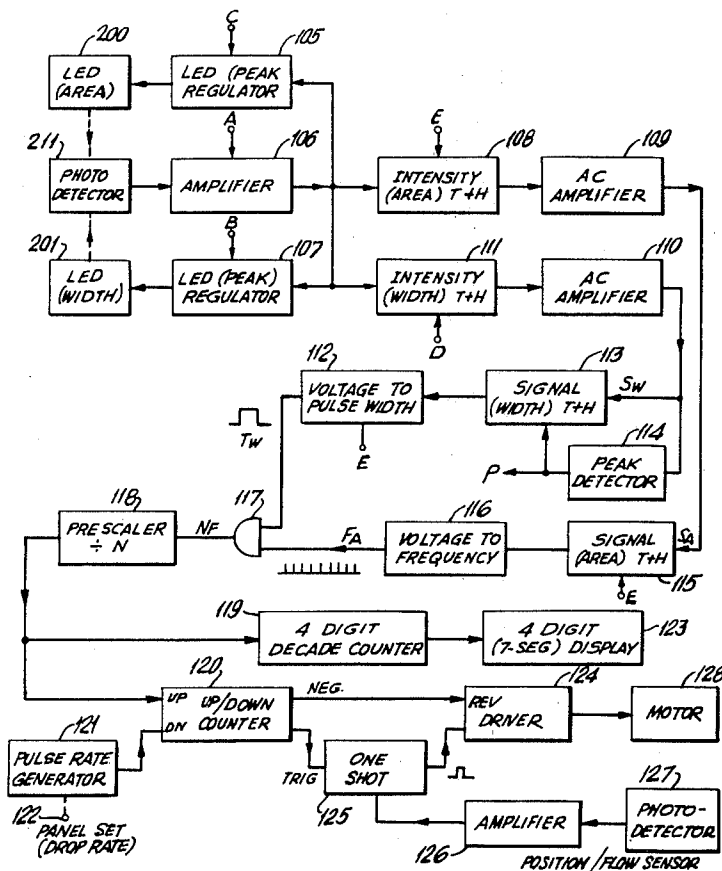 C
200
105
LED
(AREA)
LED (PEAK
REGULATOR
A
E
211
106
108
109
PHOTO
DETECTOR
AMPLIFIER
INTENSITY
(AREA) T+H
AC
AMPLIFIER
B
201
107
111
110
LED
(WIDTH)
LED (PEAK)
REGULATOR
INTENSITY
(WIDTH) T+H
AC
AMPLIFIER
D
112
113
VOLTAGE TO
PULSE WIDTH
SIGNAL
(WIDTH) T+H
SW
TW
E
114
P
PEAK
DETECTOR
118
117
116
PRESCALER
÷ N
NF
FA
VOLTAGE TO
FREQUENCY
SIGNAL
(AREA) T+H
SA
E
115
119
4 DIGIT
DECADE COUNTER
4 DIGIT
(7-SEG) DISPLAY
123
120
124
128
UP
DN
UP/DOWN
COUNTER
NEG.
REV
DRIVER
MOTOR
121
PULSE RATE
GENERATOR
TRIG
ONE
SHOT
125
127
122
PANEL SET
(DROP RATE)
AMPLIFIER
126
PHOTO-
DETECTOR
POSITION/FLOW SENSOR